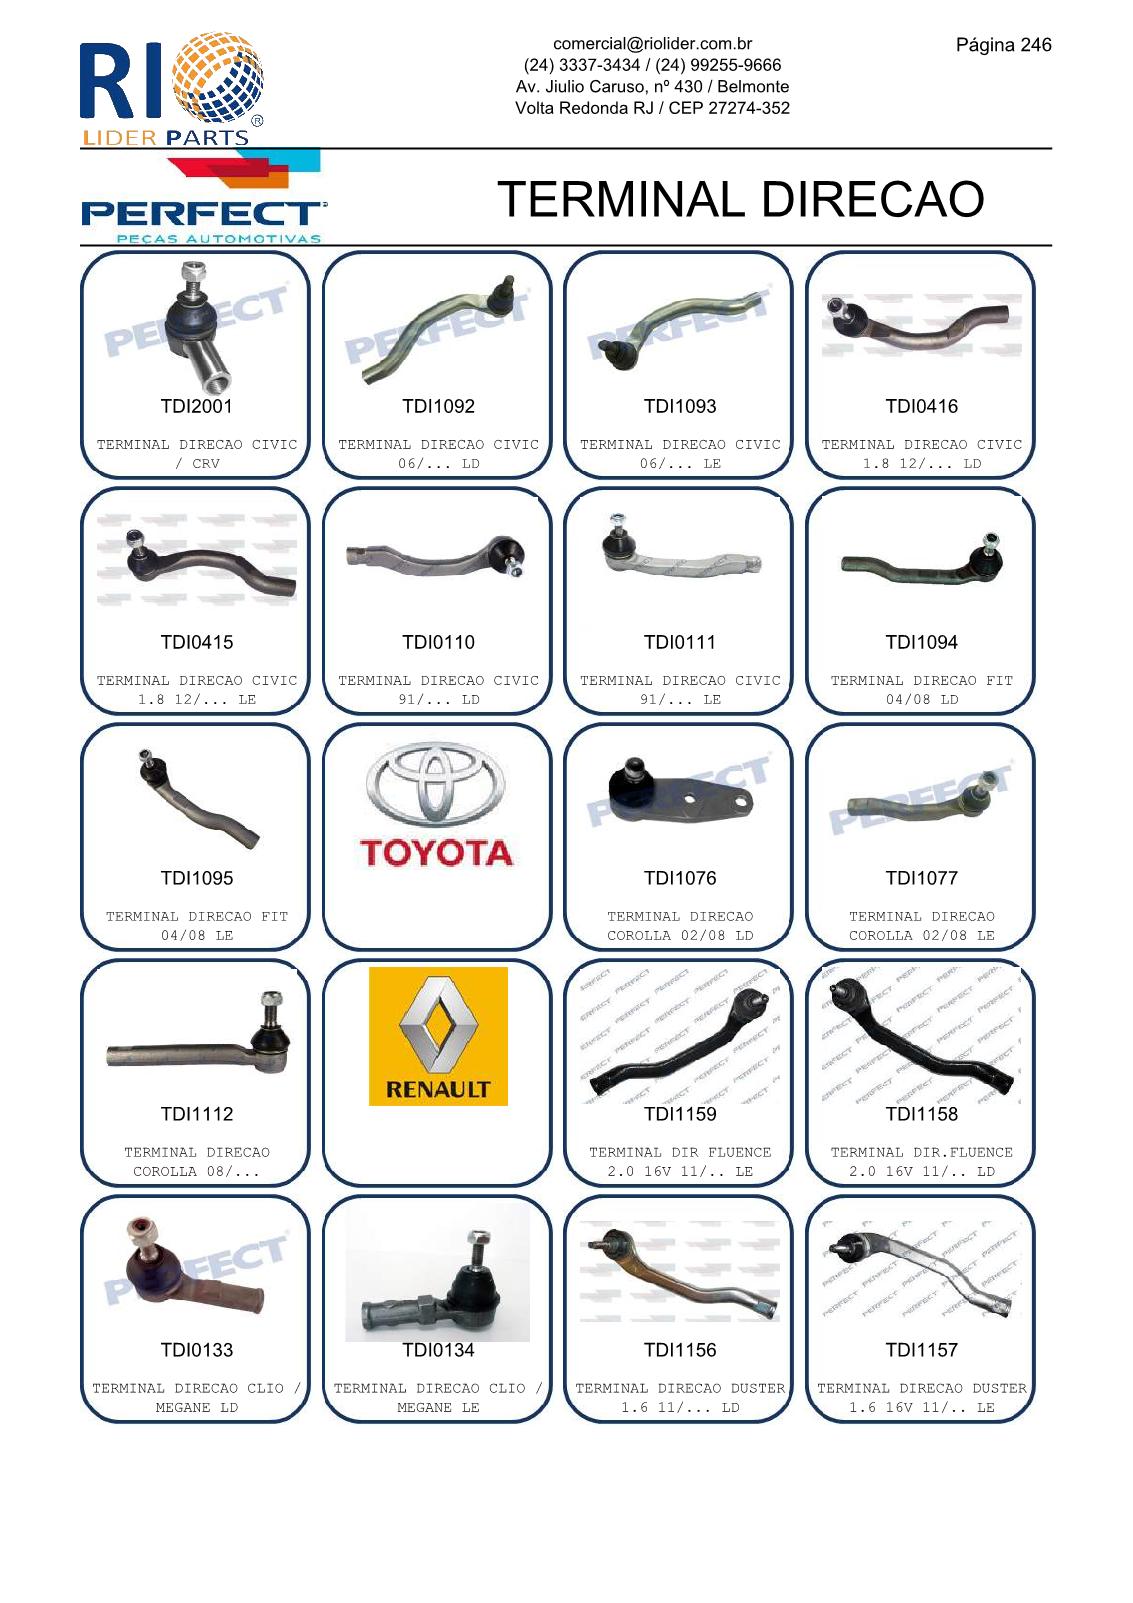 RIO
LIDER PARTS
®
comercial@riolider.com.br
(24) 3337-3434 / (24) 99255-9666
Av. Jiulio Caruso, nº 430 / Belmonte
Volta Redonda RJ / CEP 27274-352
Página 246
PERFECT
PEÇAS AUTOMOTIVAS
TERMINAL DIRECAO
PERFECT®
TDI2001
TERMINAL DIRECAO CIVIC
/ CRV
PERFECT®
TDI1092
TERMINAL DIRECAO CIVIC
06/... LD
PERFECT®
TDI1093
TERMINAL DIRECAO CIVIC
06/... LE
TDI0416
TERMINAL DIRECAO CIVIC
1.8 12/... LD
TDI0415
TERMINAL DIRECAO CIVIC
1.8 12/... LE
TDI0110
TERMINAL DIRECAO CIVIC
91/... LD
TDI0111
TERMINAL DIRECAO CIVIC
91/... LE
TDI1094
TERMINAL DIRECAO FIT
04/08 LD
TDI1095
TERMINAL DIRECAO FIT
04/08 LE
TOYOTA
PERFECT®
TDI1076
TERMINAL DIRECAO
COROLLA 02/08 LD
PERFECT®
TDI1077
TERMINAL DIRECAO
COROLLA 02/08 LE
TDI1112
TERMINAL DIRECAO
COROLLA 08/...
RENAULT
TDI1159
TERMINAL DIR FLUENCE
2.0 16V 11/.. LE
TDI1158
TERMINAL DIR.FLUENCE
2.0 16V 11/.. LD
PERFECT®
TDI0133
TERMINAL DIRECAO CLIO /
MEGANE LD
TDI0134
TERMINAL DIRECAO CLIO /
MEGANE LE
TDI1156
TERMINAL DIRECAO DUSTER
1.6 11/... LD
TDI1157
TERMINAL DIRECAO DUSTER
1.6 16V 11/.. LE